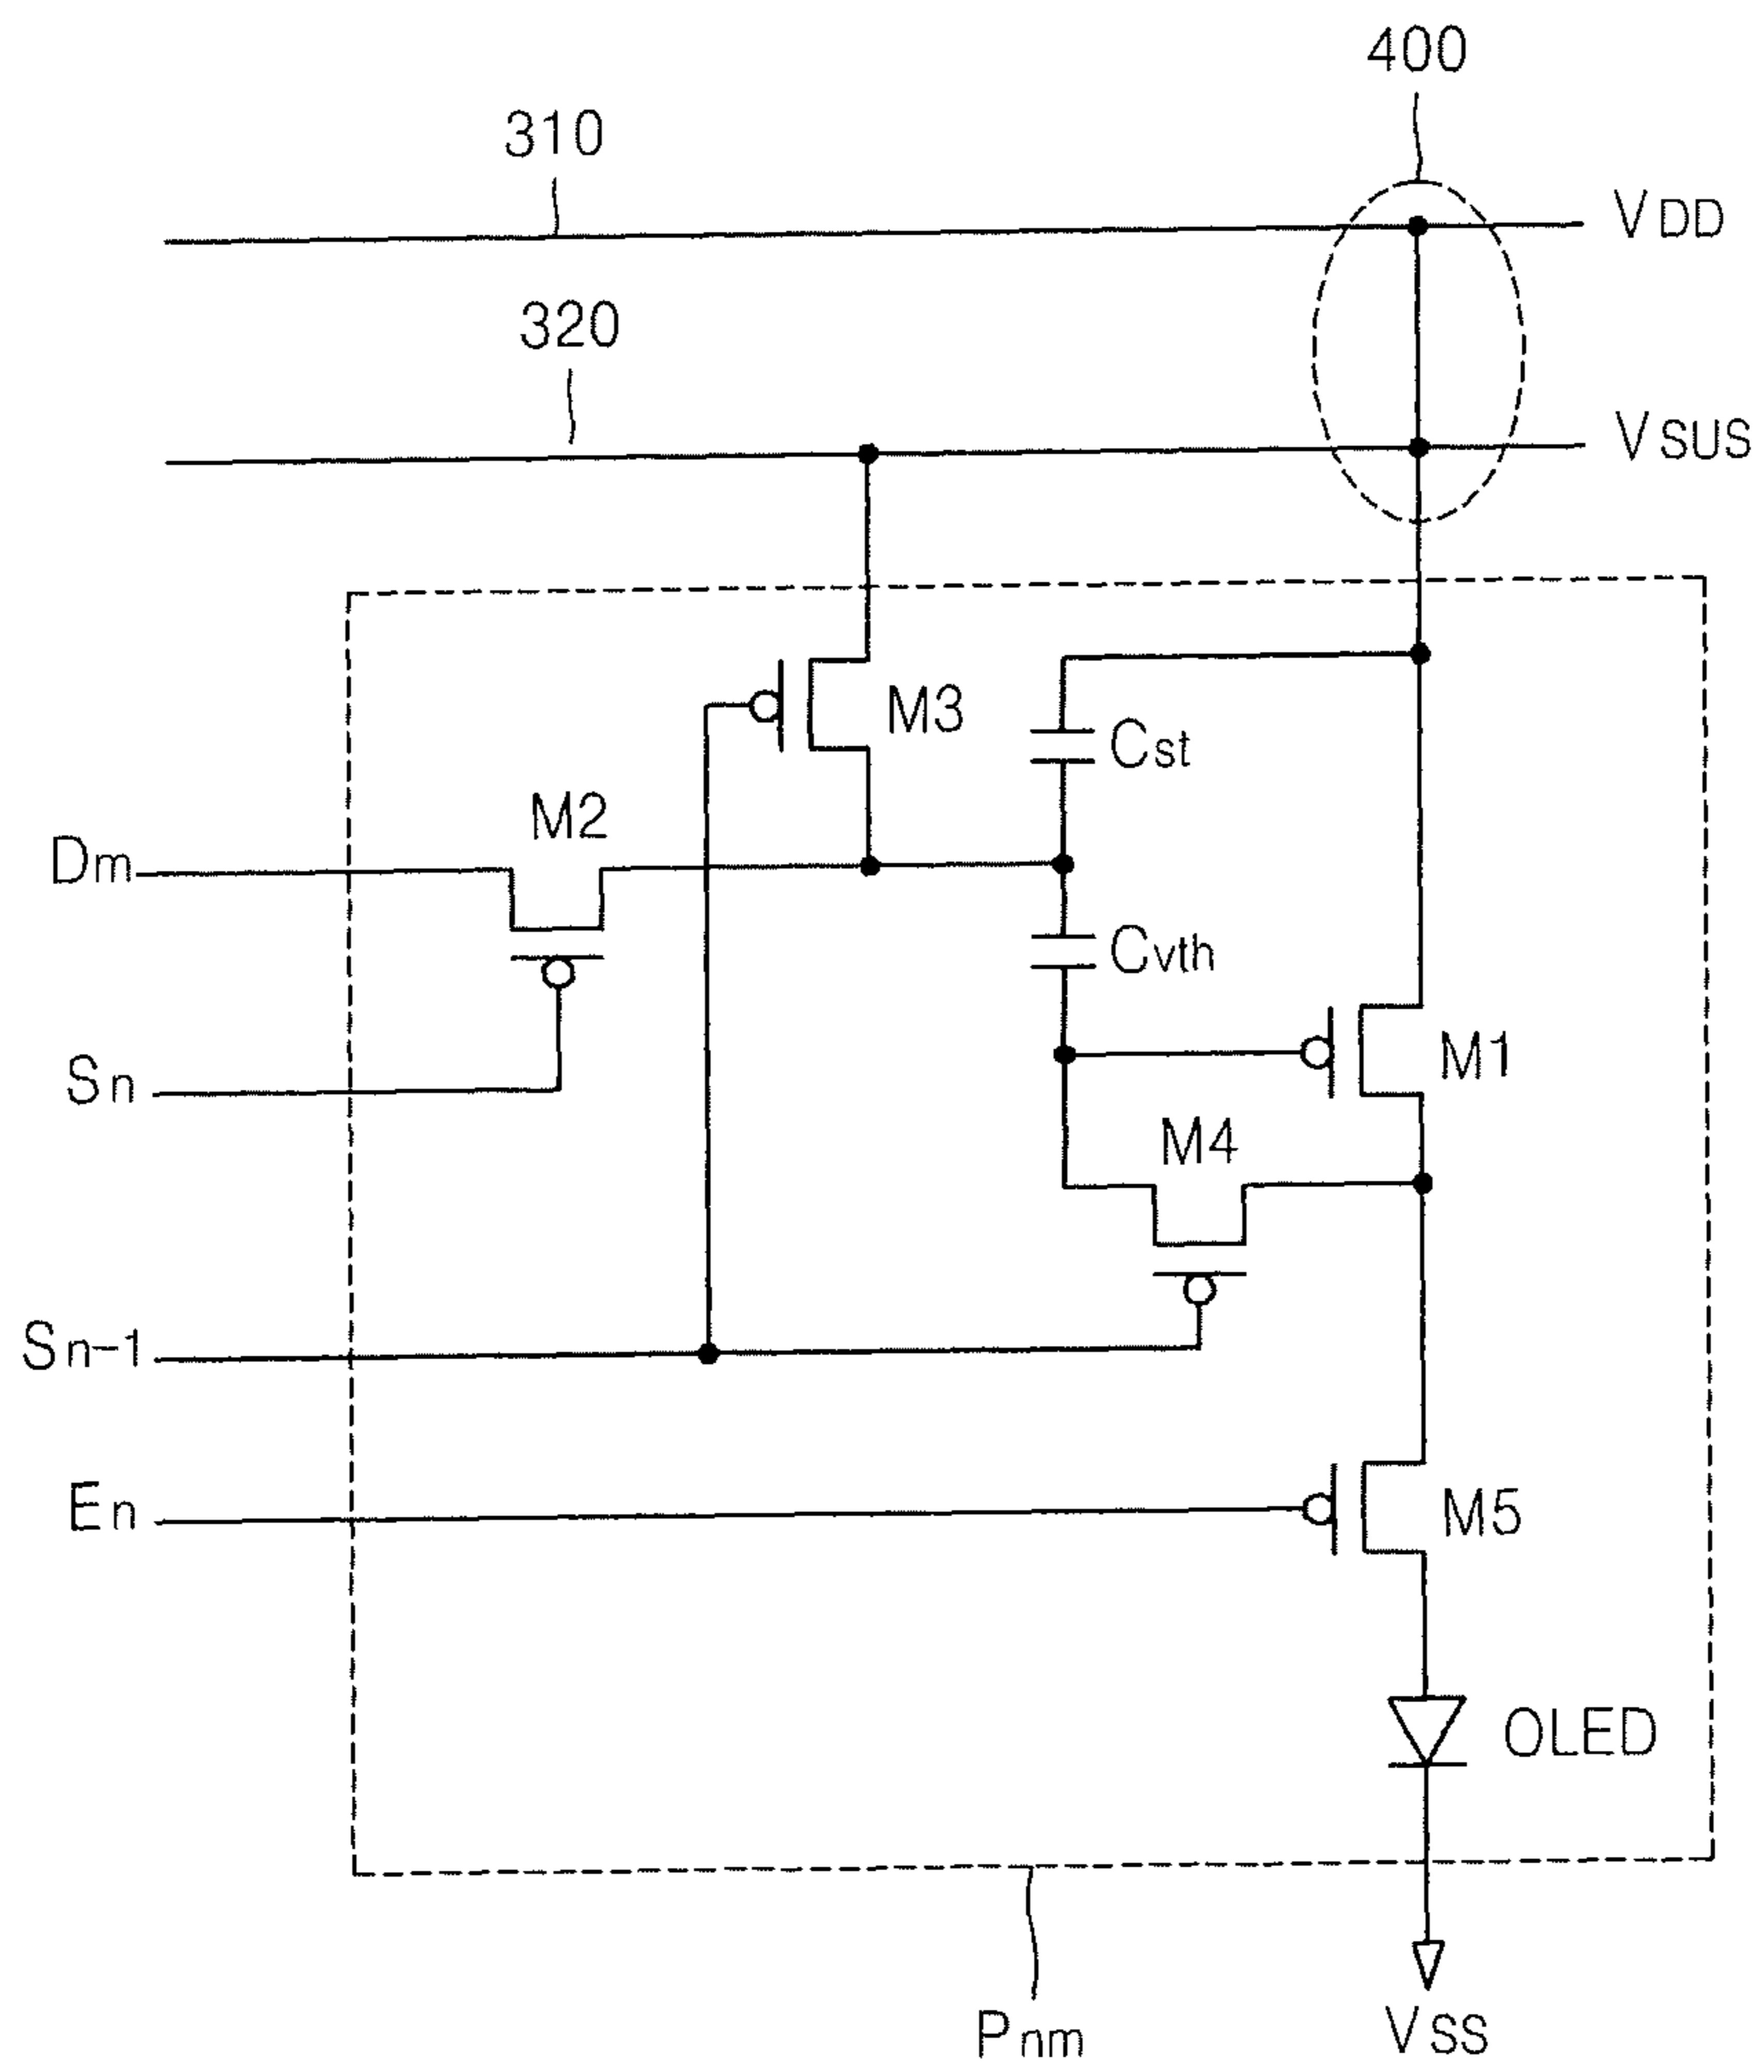 400
310
VDD
320
VSUS
M3
Cst
M2
Dm
Cvth
M1
Sn
M4
Sn-1
En
M5
OLED
Pnm
VSS